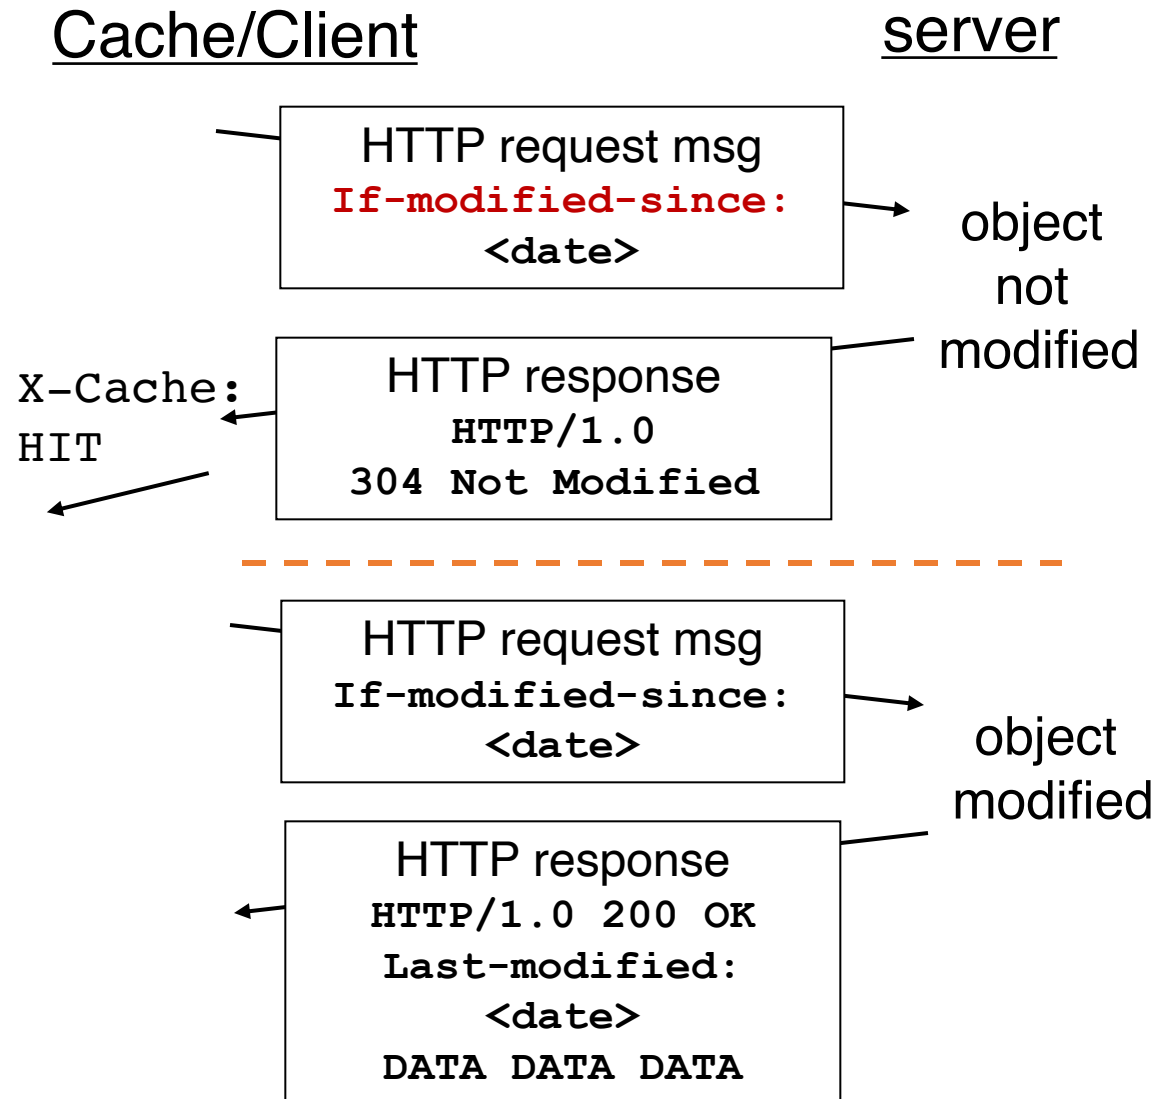 Cache/Client
server
HTTP request msg
If-modified-since:
<date>
object
not
modified
HTTP response
HTTP/1.0
304 Not Modified
X-Cache:
HIT
HTTP request msg
If-modified-since:
<date>
object
modified
HTTP response
HTTP/1.0 200 OK
Last-modified:
<date>
DATA DATA DATA